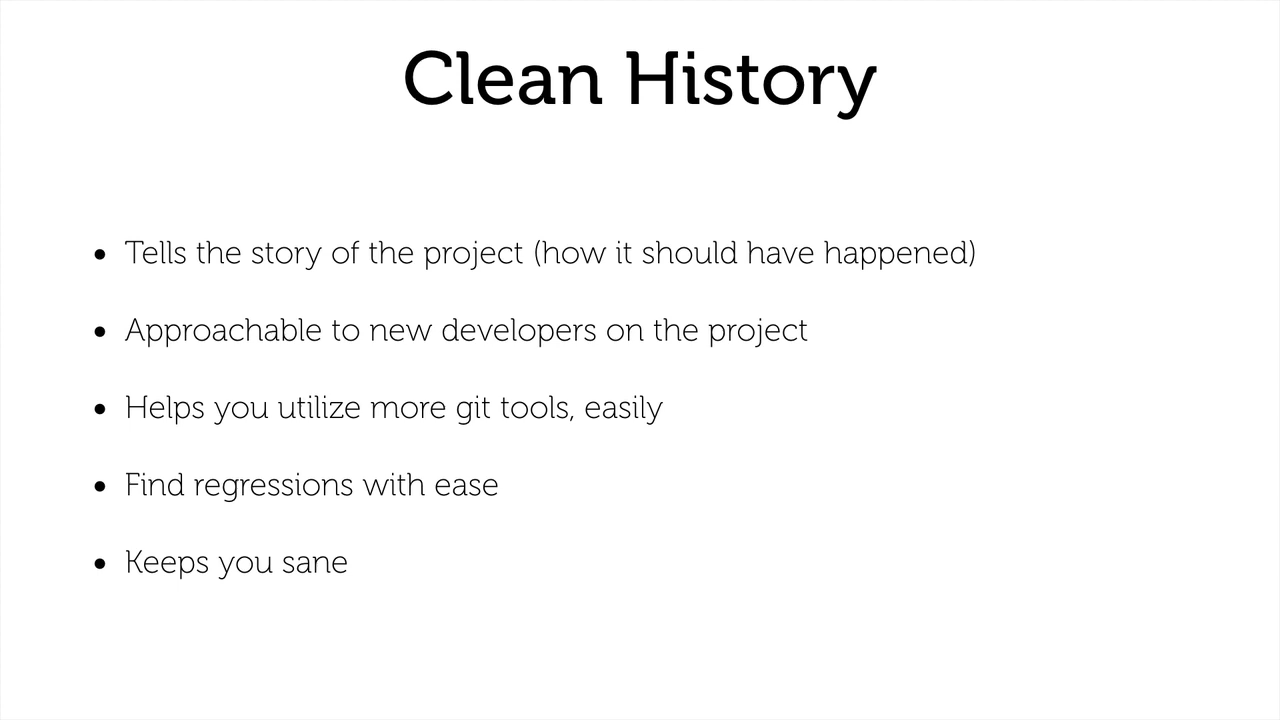 Clean History
• Tells the story of the project (how it should have happened)
• Approachable to new developers on the project
• Helps you utilize more git tools, easily
• Find regressions with ease
• Keeps you sane